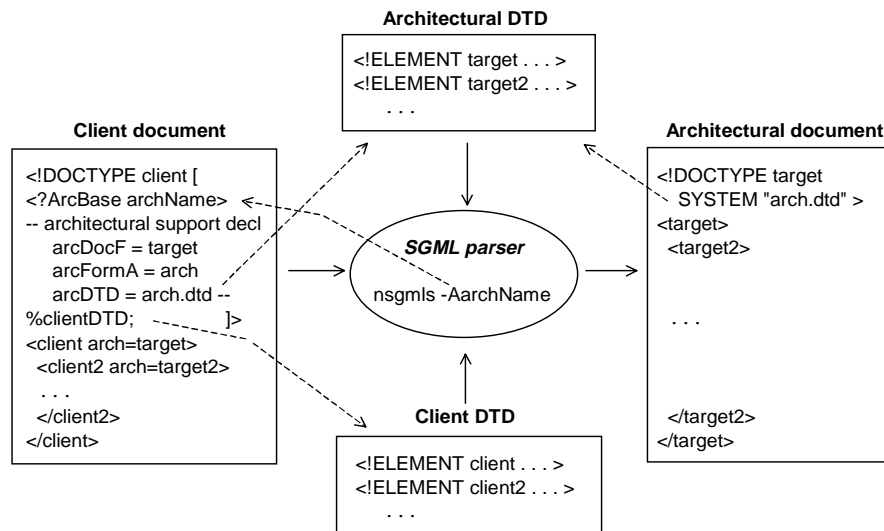 Architectural DTD
<!ELEMENT target . . . >
<!ELEMENT target2 . . . >
. . .
Client document
<!DOCTYPE client [
<?ArcBase archName>
-- architectural support decl
arcDocF = target
arcFormA = arch
arcDTD = arch.dtd --
%clientDTD; ]>
<client arch=target>
<client2 arch=target2>
. . .
</client2>
</client>
SGML parser
nsgmls -AarchName
Client DTD
<!ELEMENT client . . . >
<!ELEMENT client2 . . . >
. . .
Architectural document
<!DOCTYPE target
SYSTEM "arch.dtd" >
<target>
<target2>
. . .
</target2>
</target>